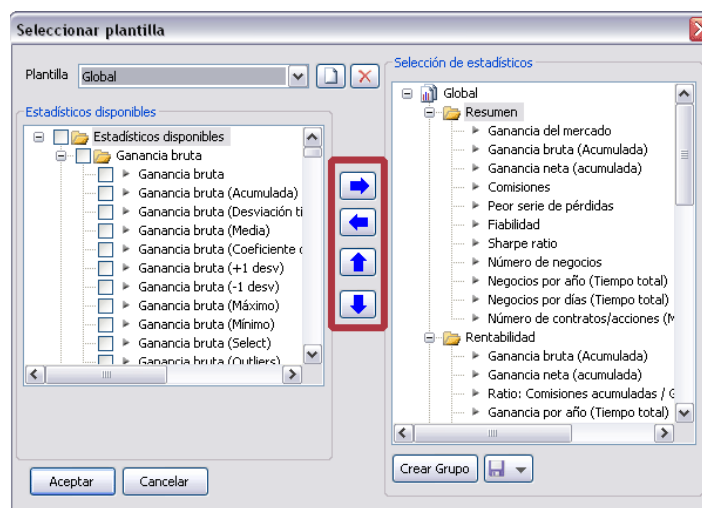 Seleccionar plantilla
Plantilla Global
Estadísticos disponibles
Estadísticos disponibles
Ganancia bruta
Ganancia bruta
Ganancia bruta (Acumulada)
Ganancia bruta (Desviación ti
Ganancia bruta (Media)
Ganancia bruta (Coeficiente
Ganancia bruta (+1 desv)
Ganancia bruta (-1 desv)
Ganancia bruta (Máximo)
Ganancia bruta (Mínimo)
Ganancia bruta (Select)
Ganancia bruta (Outliers)
Aceptar Cancelar
Selección de estadísticos
Global
Resumen
Ganancia del mercado
Ganancia bruta (Acumulada)
Ganancia neta (acumulada)
Comisiones
Peor serie de pérdidas
Fiabilidad
Sharpe ratio
Número de negocios
Negocios por año (Tiempo total)
Negocios por días (Tiempo total)
Número de contratos/acciones
Rentabilidad
Ganancia bruta (Acumulada)
Ganancia neta (acumulada)
Ratio: Comisiones acumuladas /
Ganancia por año (Tiempo total)
Crear Grupo